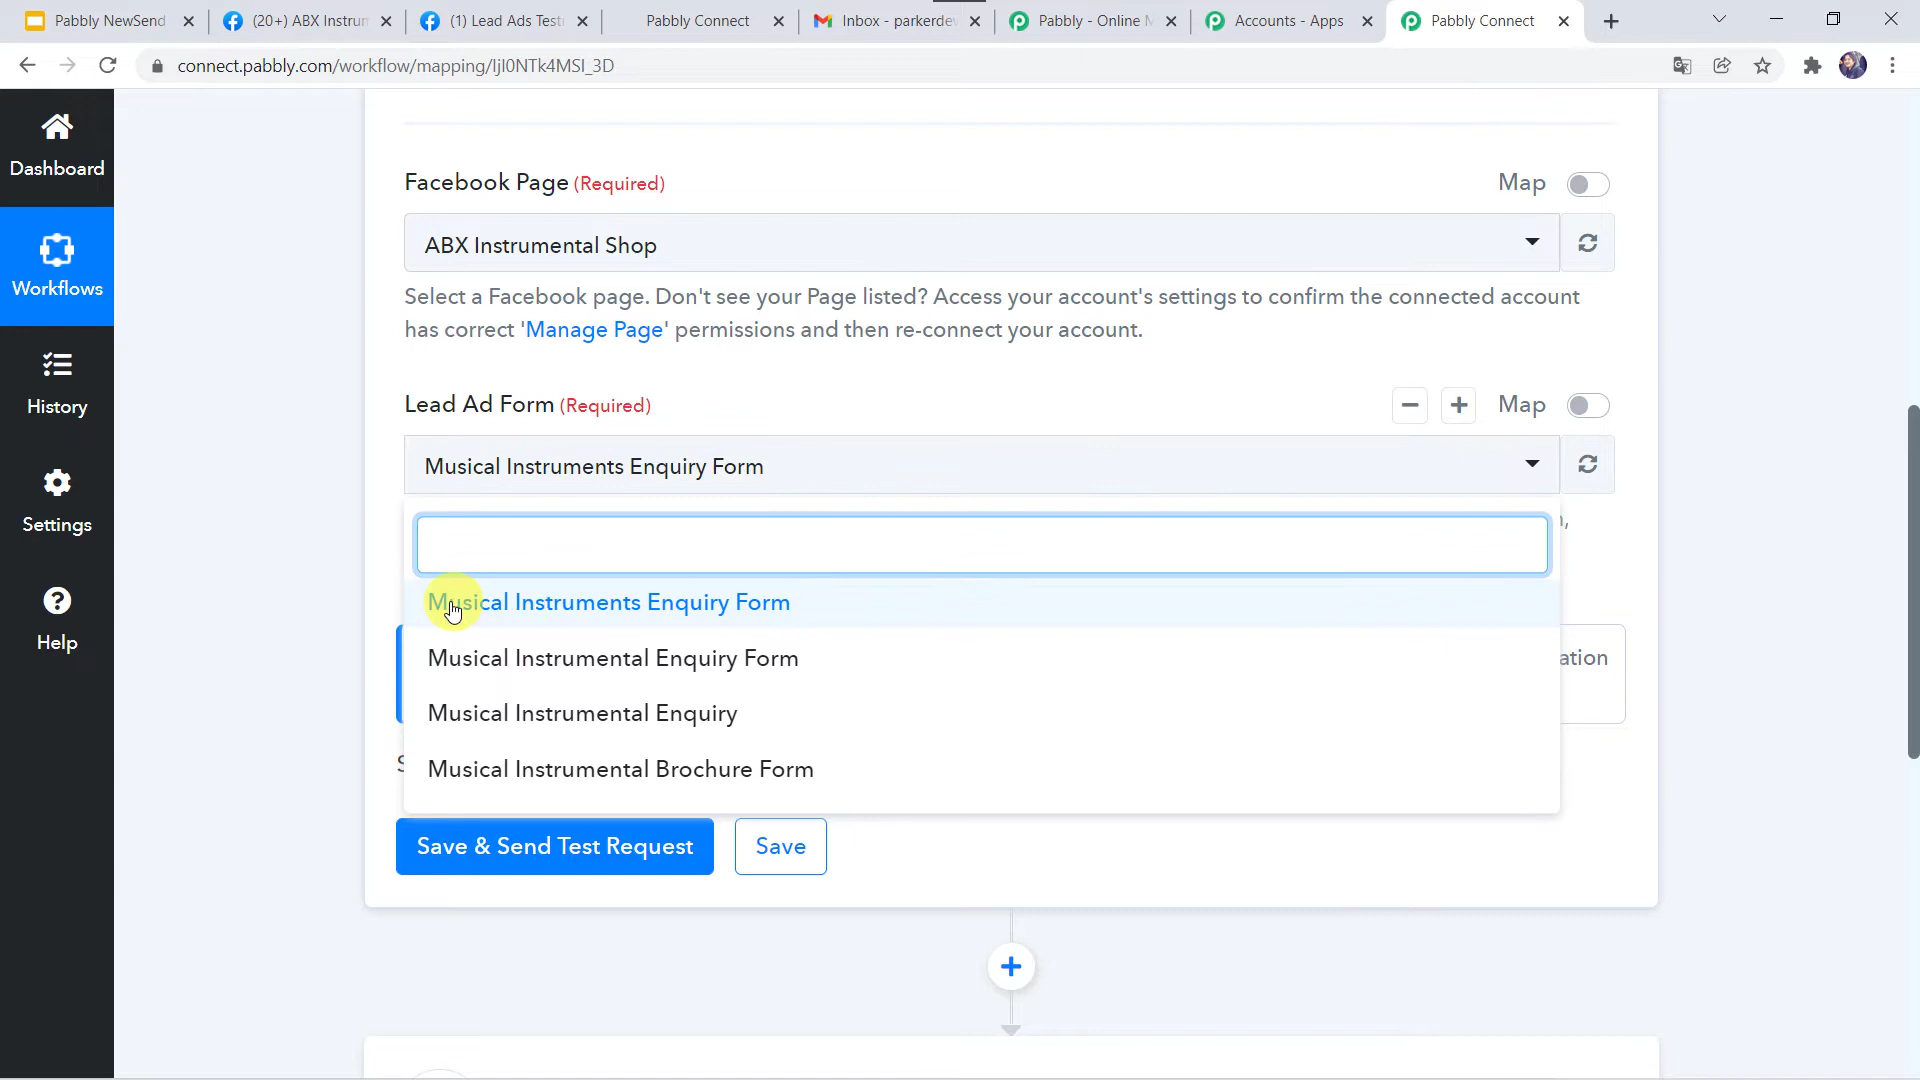 Pabbly NewSend
(20+) ABX Instrum
(1) Lead Ads Testi
Pabbly Connect
Inbox - parkerdev
Pabbly - Online M
Accounts - Apps
Pabbly Connect
connect.pabbly.com/workflow/mapping/IjI0NTk4MSI_3D
Dashboard
Workflows
History
Settings
Help
Facebook Page (Required)
Map
ABX Instrumental Shop
Select a Facebook page. Don't see your Page listed? Access your account's settings to confirm the connected account
has correct 'Manage Page' permissions and then re-connect your account.
Lead Ad Form (Required)
Map
Musical Instruments Enquiry Form
Musical Instruments Enquiry Form
Musical Instrumental Enquiry Form
ation
Musical Instrumental Enquiry
Musical Instrumental Brochure Form
Save & Send Test Request
Save